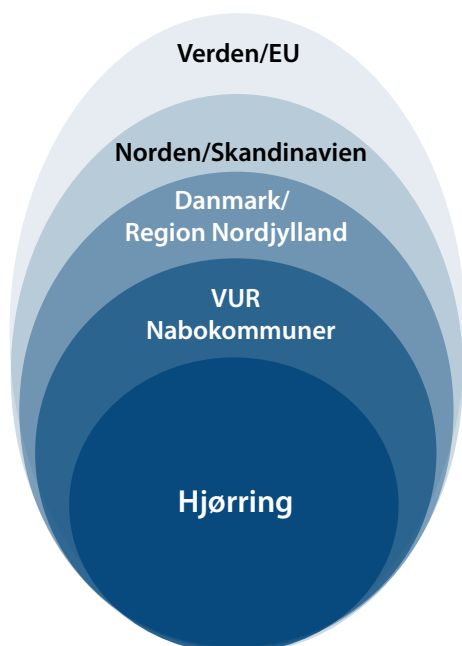 Verden/EU
Norden/Skandinavien
Danmark/
Region Nordjylland
VUR
Nabokommuner
Hjørring